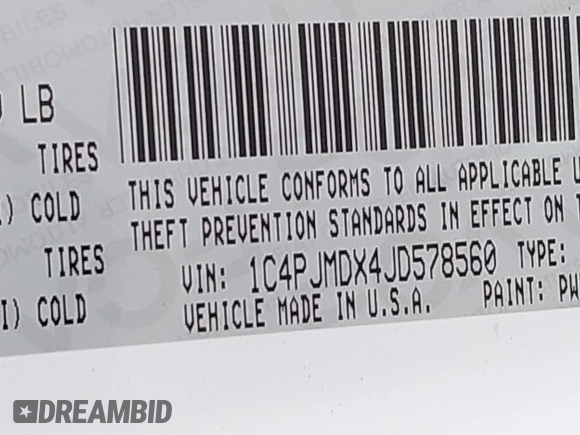 LB
TIRES
COLD
TIRES
COLD
THIS VEHICLE CONFORMS TO ALL APPLICABLE
THEFT PREVENTION STANDARDS IN EFFECT ON
VIN: 1C4PJMDX4JD578560 TYPE:
VEHICLE MADE IN U.S.A. PAINT: PW
DREAMBID